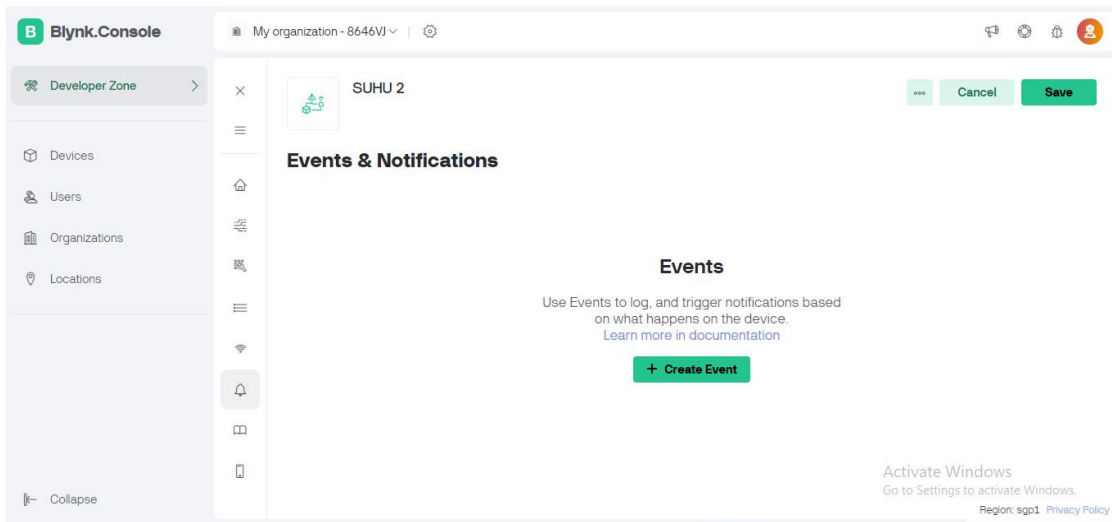 B Blynk.Console
My organization - 8646VJ
Developer Zone
Devices
Users
Organizations
Locations
Collapse
SUHU 2
Cancel
Save
Events & Notifications
Events
Use Events to log, and trigger notifications based
on what happens on the device.
Learn more in documentation
+ Create Event
Activate Windows
Go to Settings to activate Windows.
Region: sgp1 Privacy Policy